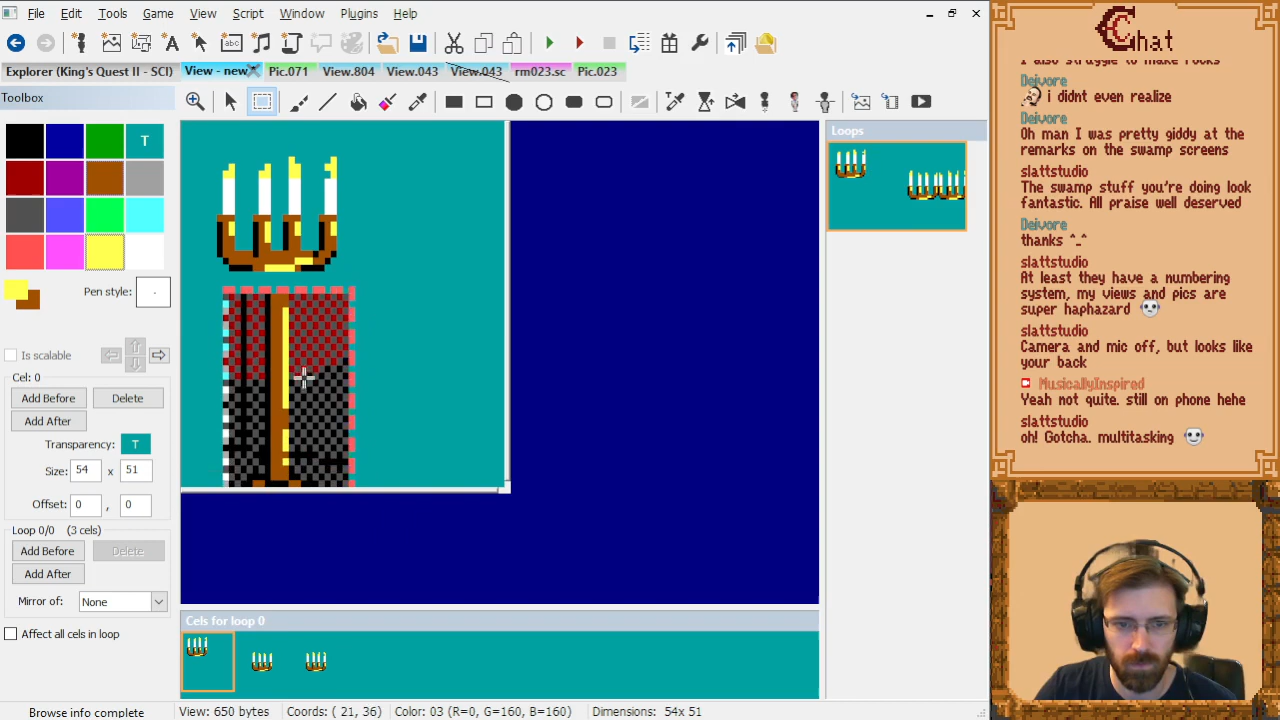 File Edit Tools Game View Script Window Plugins Help
Explorer (King's Quest II - SCI) View - new Pic.071 View.804 View.043 View.043 rm023.sc Pic.023
Toolbox
T
Pen style:
Is scalable
Cel: 0
Add Before Delete
Add After
Transparency: T
Size: 54 x 51
Offset: 0 , 0
Loop 0/0 (3 cels)
Add Before Delete
Add After
Mirror of: None
Affect all cels in loop
Loops
Cels for loop 0
Browse info complete View: 650 bytes Coords: ( 21, 36) Color: 03 (R=0, G=160, B=160) Dimensions: 54x 51
Chat
I also struggle to make rocks
Deivore
i didnt even realize
Deivore
Oh man I was pretty giddy at the
remarks on the swamp screens
slattstudio
The swamp stuff you're doing look
fantastic. All praise well deserved
Deivore
thanks ^_^
slattstudio
At least they have a numbering
system, my views and pics are
super haphazard
slattstudio
Camera and mic off, but looks like
your back
MusicallyInspired
Yeah not quite. still on phone hehe
slattstudio
oh! Gotcha. multitasking